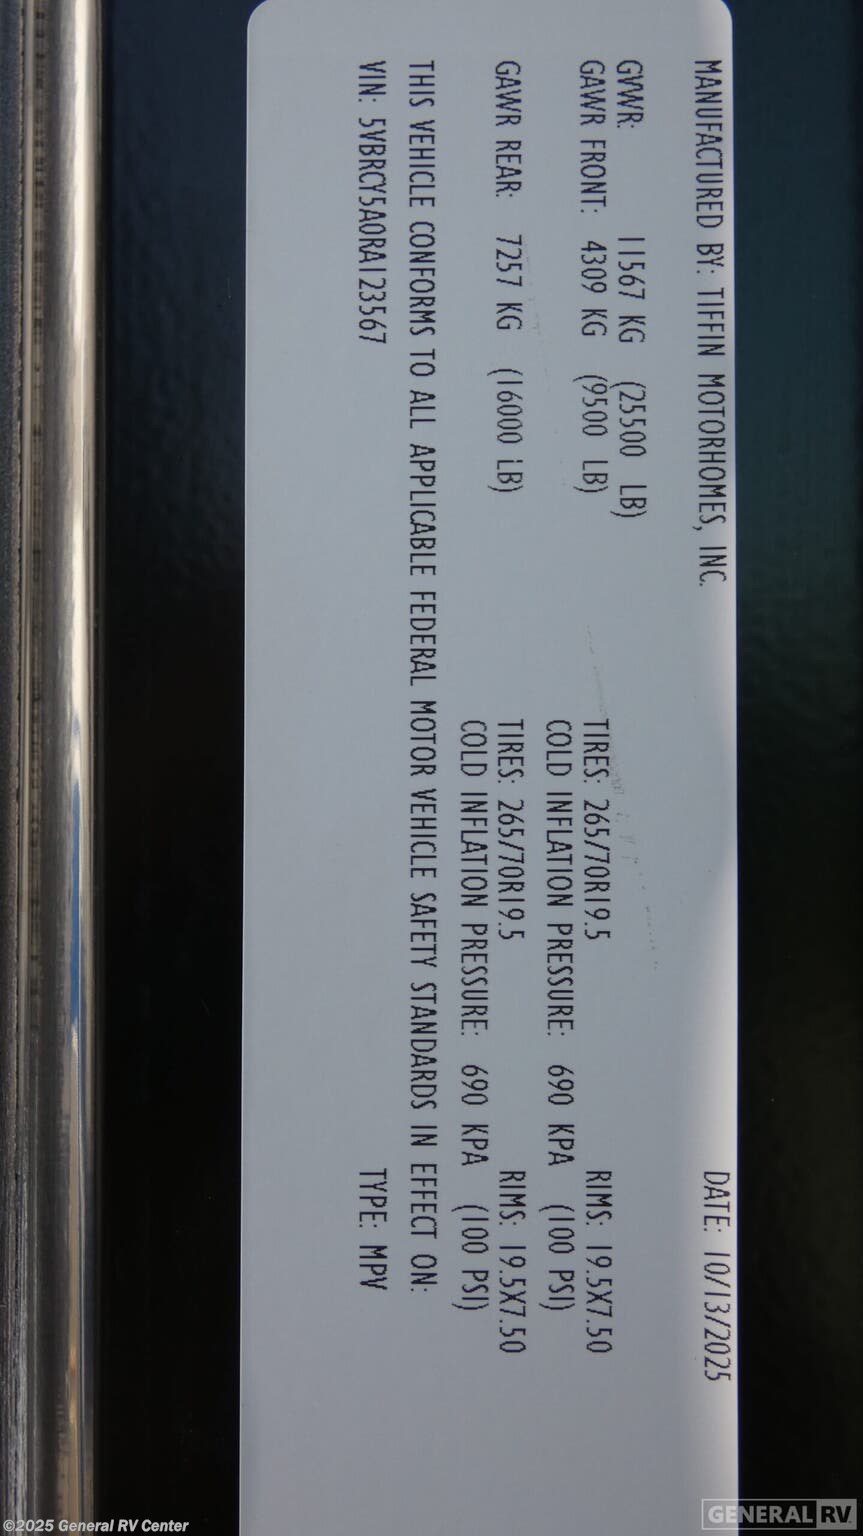 MANUFACTURED BY: TIFFIN MOTORHOMES, INC. DATE: 10/13/2025
GVWR: 11567 KG (25500 LB)
GAWR FRONT: 4309 KG (9500 LB) TIRES: 265/70R19.5 RIMS: 19.5X7.50
COLD INFLATION PRESSURE: 690 KPA (100 PSI)
GAWR REAR: 7257 KG (16000 LB) TIRES: 265/70R19.5 RIMS: 19.5X7.50
COLD INFLATION PRESSURE: 690 KPA (100 PSI)
THIS VEHICLE CONFORMS TO ALL APPLICABLE FEDERAL MOTOR VEHICLE SAFETY STANDARDS IN EFFECT ON:
VIN: 5VBRCY5A0RA123567 TYPE: MPV
©2025 General RV Center
GENERAL RV